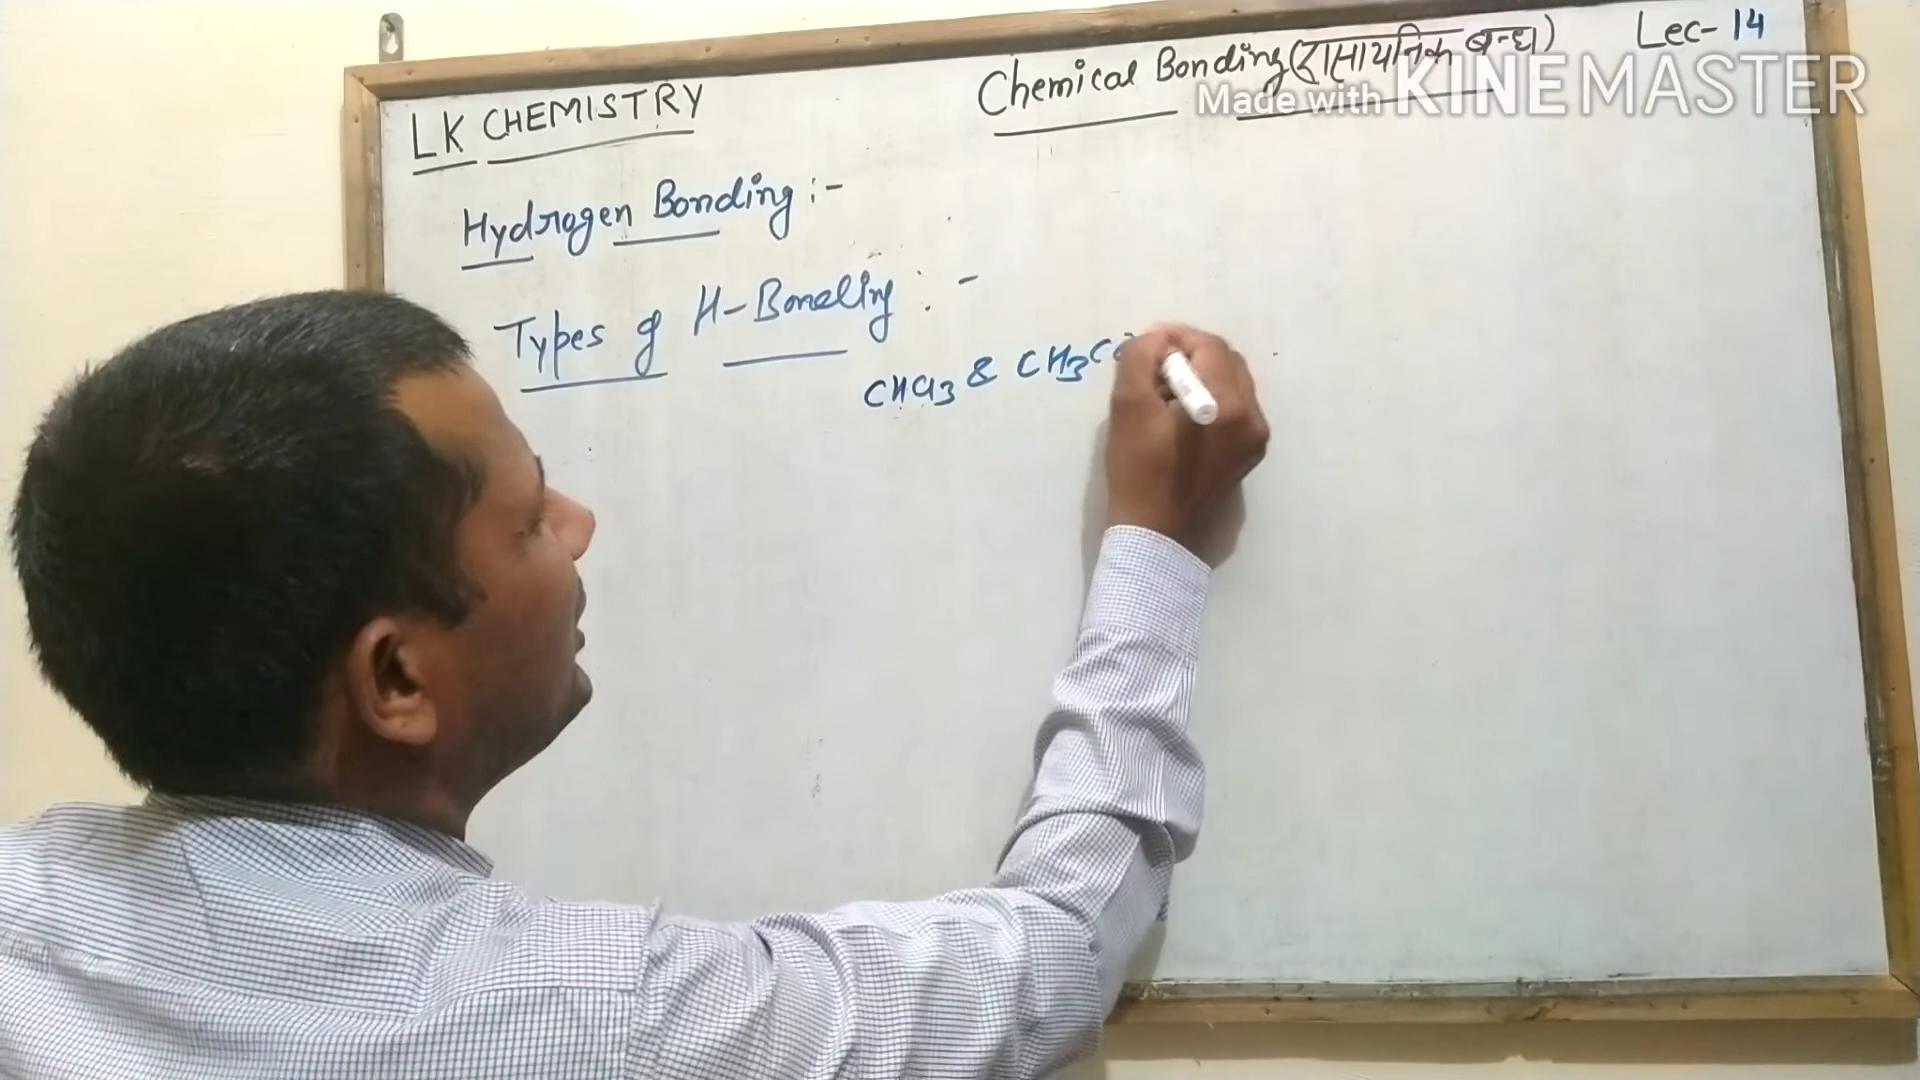 LK CHEMISTRY
Chemical Bonding (रासायनिक बन्ध)
Lec-14
Made with KINEMASTER
Hydrogen Bonding :-
Types of H-Bonding :-
CHCl3 & CH3C